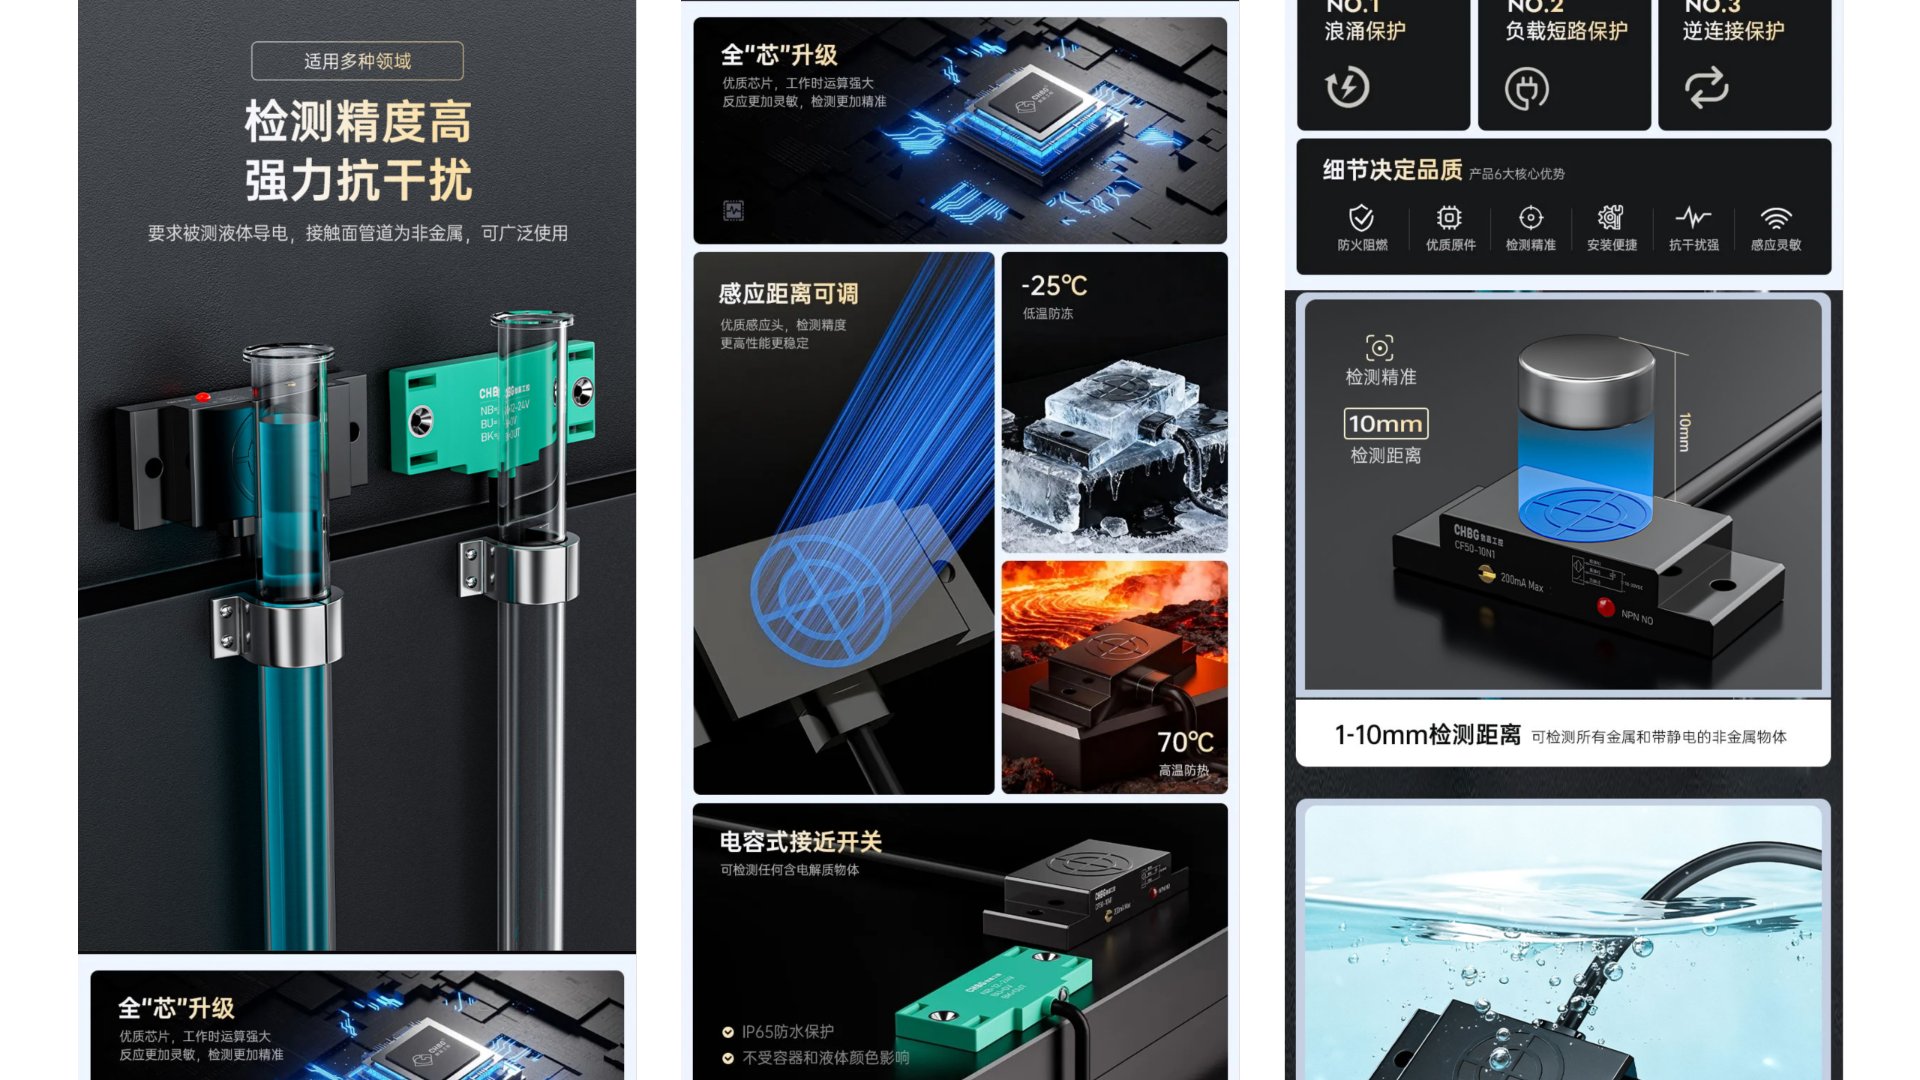 适用多种领域
检测精度高
强力抗干扰
要求被测液体导电，接触面管道为非金属，可广泛使用
CHBG
全“芯”升级
优质芯片，工作时运算强大
反应更加灵敏，检测更加精准
CHBG
全“芯”升级
优质芯片，工作时运算强大
反应更加灵敏，检测更加精准
CHBG
感应距离可调
优质感应头，检测精度
更高性能更稳定
-25℃
低温防冻
70℃
高温防热
电容式接近开关
可检测任何含电解质物体
CHBG
CHBG
IP65防水保护
不受容器和液体颜色影响
NO.1
浪涌保护
NO.2
负载短路保护
NO.3
逆连接保护
细节决定品质 产品6大核心优势
防火阻燃
优质原件
检测精准
安装便捷
抗干扰强
感应灵敏
检测精准
10mm
检测距离
10mm
CHBG
CF50-10N1
200mA Max
NPN NO
1-10mm检测距离 可检测所有金属和带静电的非金属物体